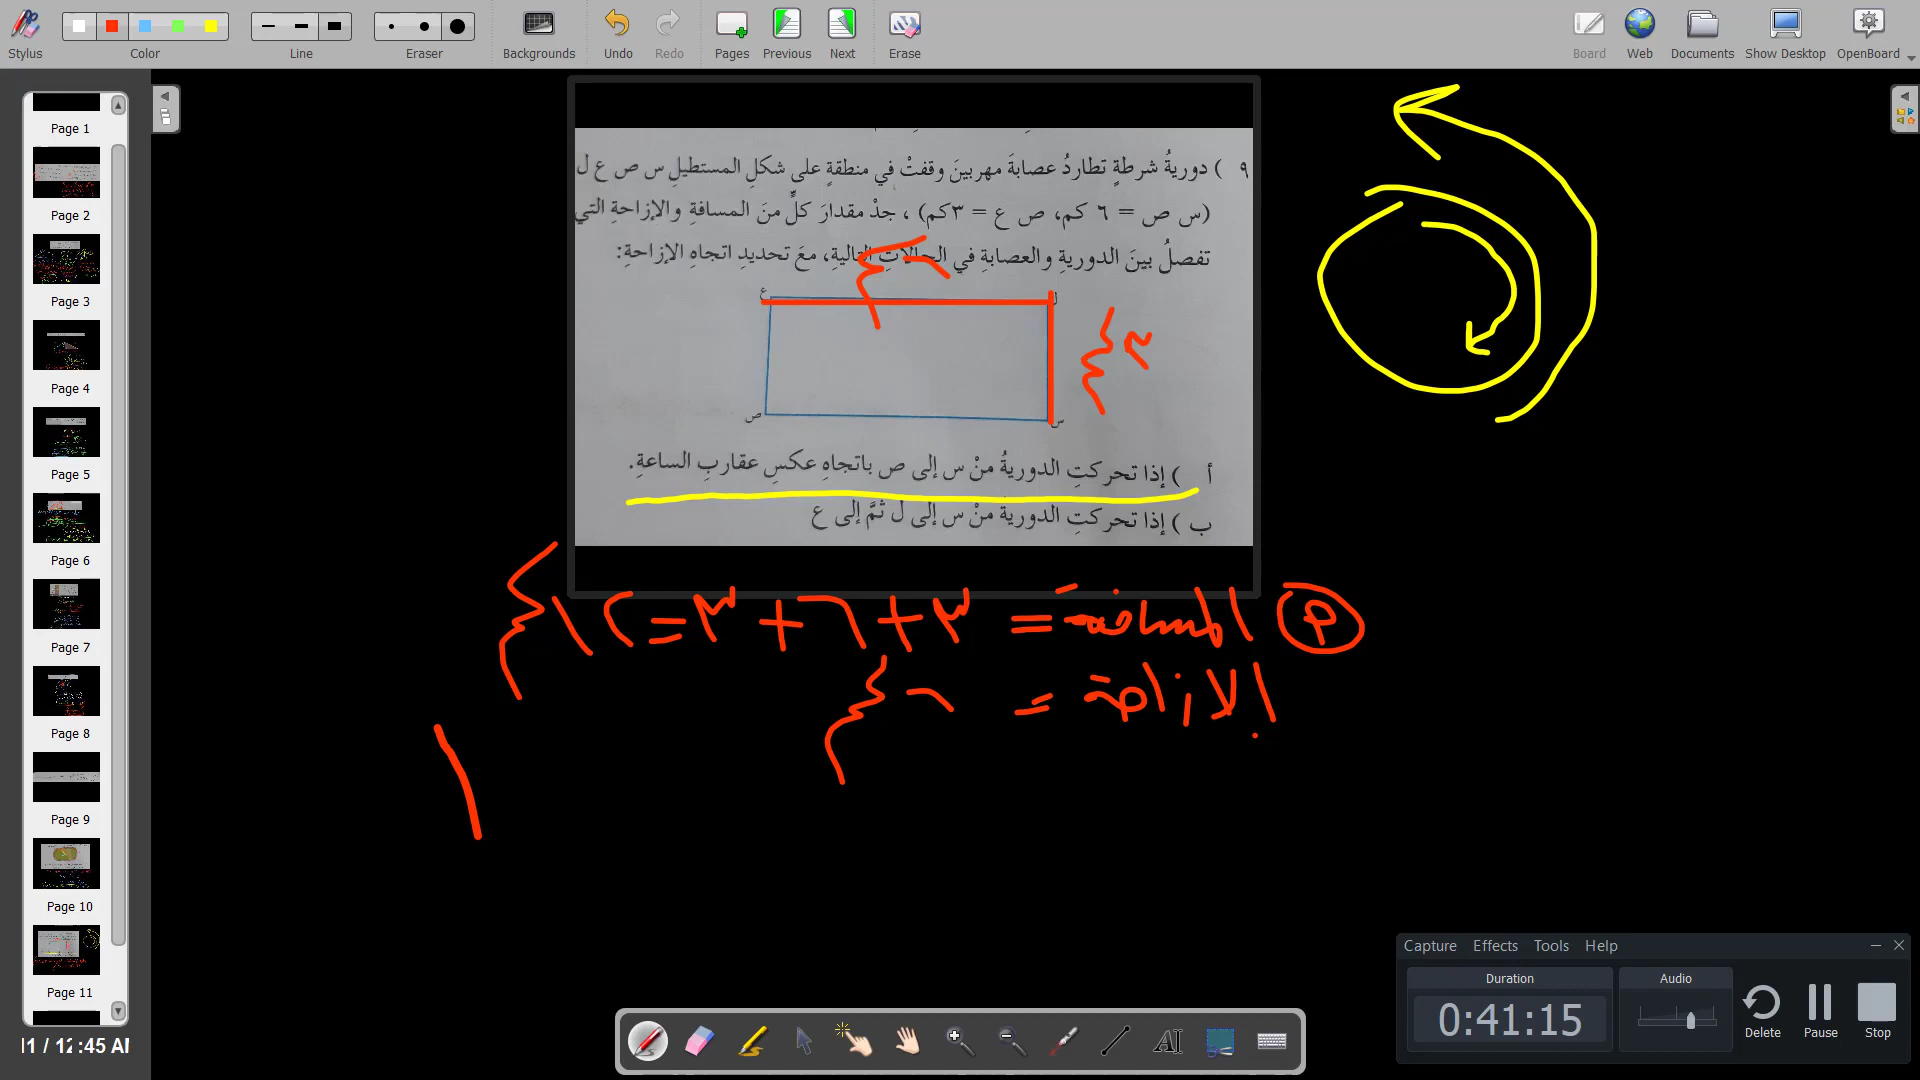 Stylus Color Line Eraser Backgrounds Undo Redo Pages Previous Next Erase Board Web Documents Show Desktop OpenBoard
Page 1
Page 2
Page 3
Page 4
Page 5
Page 6
Page 7
Page 8
Page 9
Page 10
Page 11
٩ ) دوريةُ شرطةٍ تطاردُ عصابةَ مهربينَ وقفتْ في منطقةٍ على شكلِ المستطيلِ س ص ع ل
(س ص = ٦ كم، ص ع = ٣كم) ، جدْ مقدارَ كلٍّ منَ المسافةِ والإزاحةِ التي
تفصلُ بينَ الدوريةِ والعصابةِ في الحالاتِ التاليةِ، معَ تحديدِ اتجاهِ الإزاحةِ:
٦
ع ل
٣
ص س
أ ) إذا تحركتِ الدوريةُ منْ س إلى ص باتجاهِ عكسِ عقاربِ الساعةِ.
ب ) إذا تحركتِ الدورية منْ س إلى ل ثمَّ إلى ع
المسافة = ٣ + ٦ + ٣ = ١٢
الإزاحة = ٦
Capture Effects Tools Help
Duration Audio
0:41:15
Delete Pause Stop